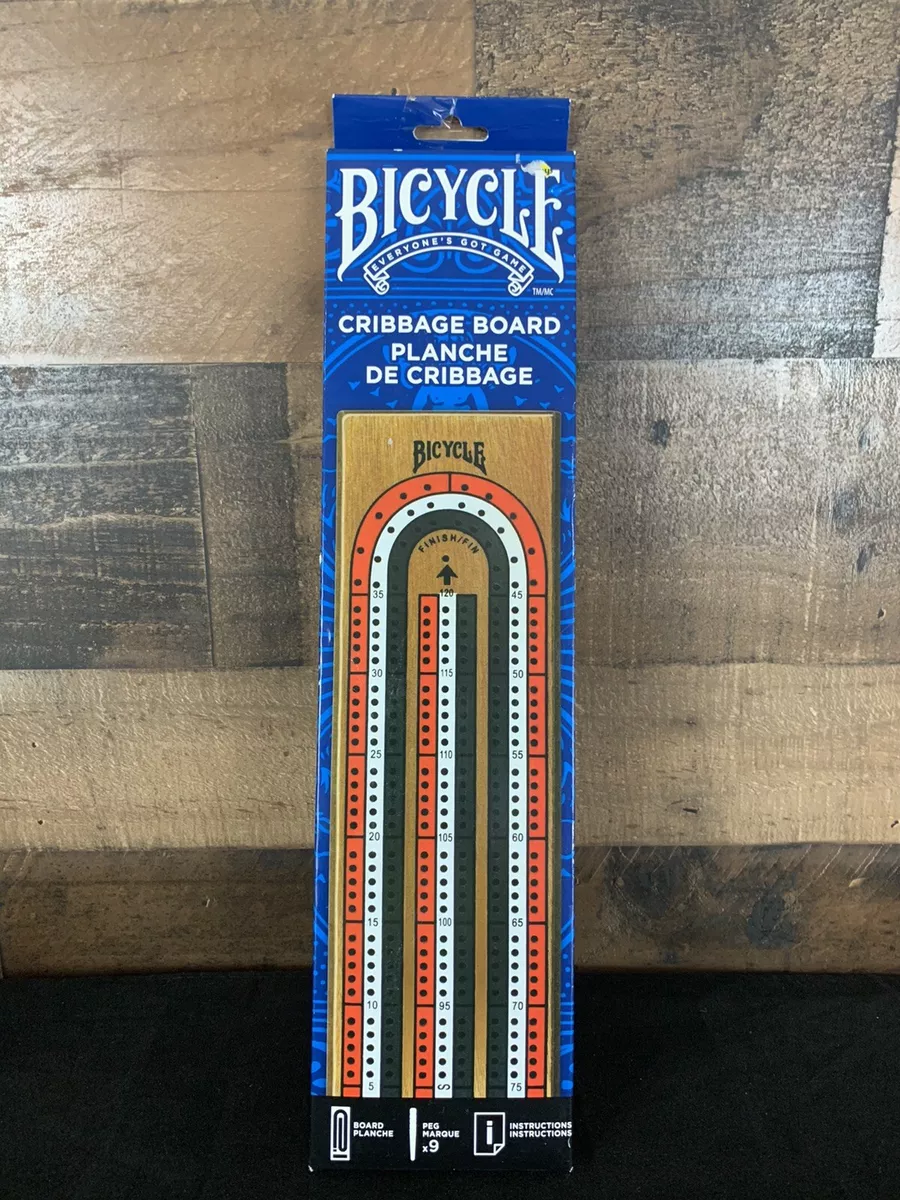 BICYCLE
EVERYONE'S GOT GAME
TM/MC
CRIBBAGE BOARD
PLANCHE
DE CRIBBAGE
BICYCLE
FINISH/FIN
120
35
45
30
115
50
25
110
55
20
105
60
15
100
65
10
95
70
5
S
75
BOARD
PLANCHE
PEG
MARQUE
x9
i
INSTRUCTIONS
INSTRUCTIONS